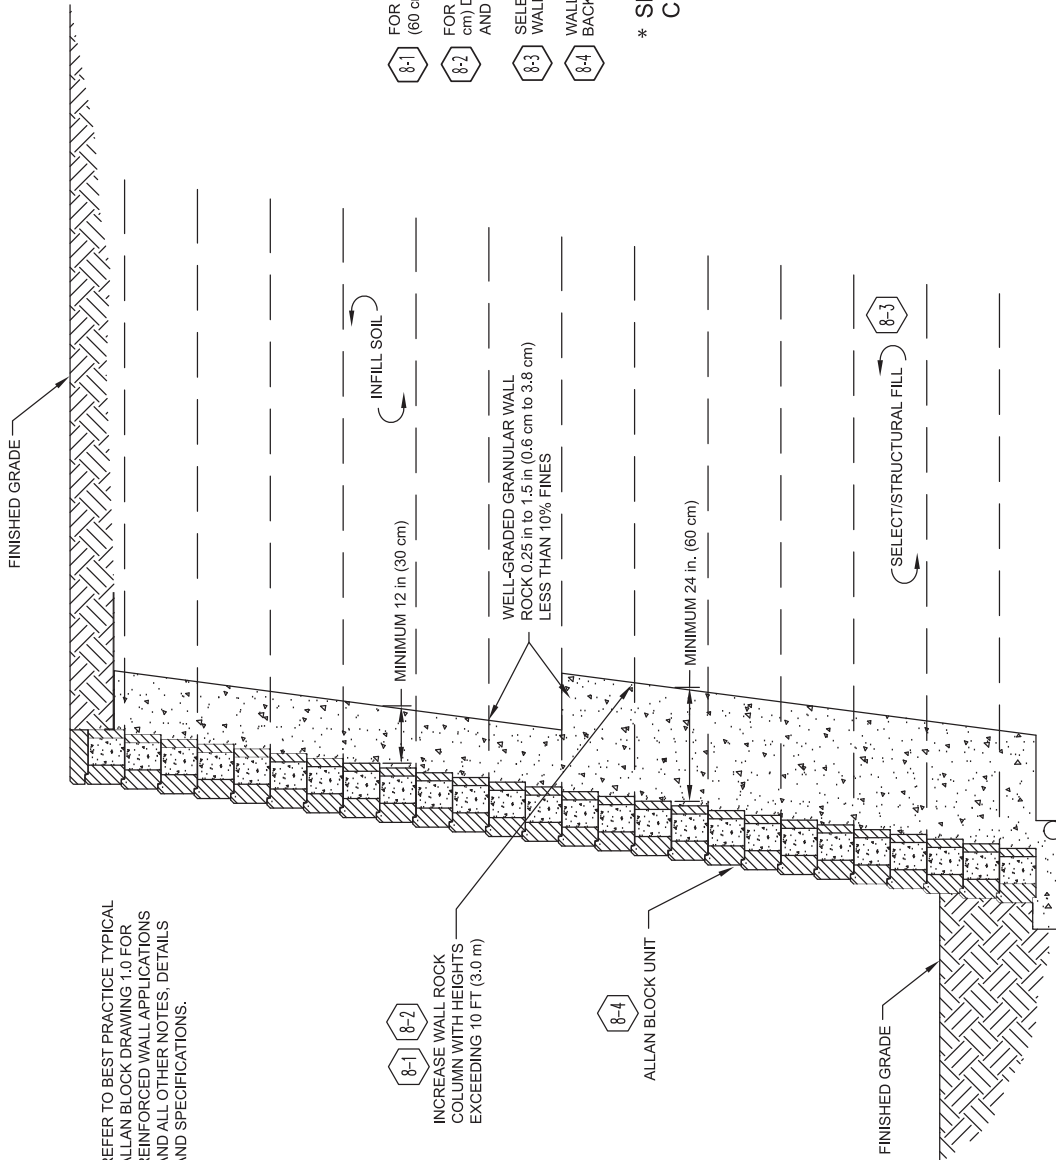 REFER TO BEST PRACTICE TYPICAL
ALLAN BLOCK DRAWING 1.0 FOR
REINFORCED WALL APPLICATIONS
AND ALL OTHER NOTES, DETAILS
AND SPECIFICATIONS.
FINISHED GRADE
8-1
FOR
8-2
FOR
cm)
AND
8-3
8-4
*
INFILL SOIL
MINIMUM 12 in (30 cm)
WELL-GRADED GRANULAR WALL
ROCK 0.25 in to 1.5 in (0.6 cm to 3.8 cm)
LESS THAN 10% FINES
8-1 8-2
INCREASE WALL ROCK
COLUMN WITH HEIGHTS
EXCEEDING 10 FT (3.0 m)
MINIMUM 24 in. (60 cm)
8-4
ALLAN BLOCK UNIT
8-3
SELECT/STRUCTURAL FILL
FINISHED GRADE